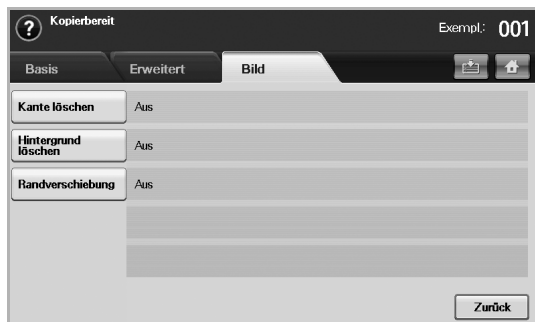 ? Kopierbereit
Exempl.: 001
Basis Erweitert Bild
Kante löschen Aus
Hintergrund
löschen Aus
Randverschiebung Aus
Zurück